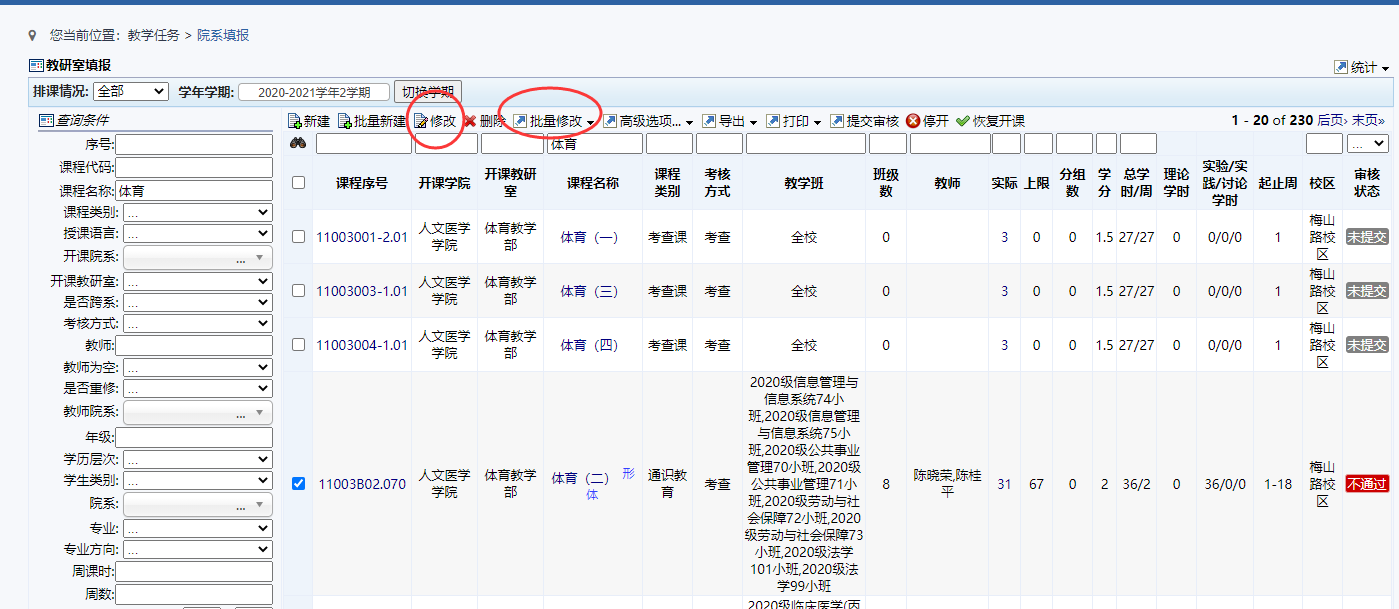 您当前位置：教学任务 > 院系填报
教研室填报
统计
排课情况: 全部 学年学期: 2020-2021学年2学期 切换学期
查询条件
序号:
课程代码:
课程名称: 体育
课程类别: ...
授课语言: ...
开课院系: ...
开课教研室: ...
是否跨系: ...
考核方式: ...
教师:
教师为空: ...
是否重修: ...
教师院系: ...
年级:
学历层次: ...
学生类别: ...
院系: ...
专业: ...
专业方向: ...
周课时:
周数:
新建 批量新建 修改 删除 批量修改 高级选项... 导出 打印 提交审核 停开 恢复开课 1 - 20 of 230 后页› 末页»
体育 ...
课程序号 开课学院 开课教研室 课程名称 课程类别 考核方式 教学班 班级数 教师 实际 上限 分组数 学分 总学时/周 理论学时 实验/实践/讨论学时 起止周 校区 审核状态
11003001-2.01 人文医学学院 体育教学部 体育（一） 考查课 考查 全校 0 3 0 0 1.5 27/27 0 0/0/0 1 梅山路校区 未提交
11003003-1.01 人文医学学院 体育教学部 体育（三） 考查课 考查 全校 0 3 0 0 1.5 27/27 0 0/0/0 1 梅山路校区 未提交
11003004-1.01 人文医学学院 体育教学部 体育（四） 考查课 考查 全校 0 3 0 0 1.5 27/27 0 0/0/0 1 梅山路校区 未提交
2020级信息管理与
信息系统74小
班,2020级信息管理
与信息系统75小
班,2020级公共事业
管理70小班,2020级
公共事业管理71小
班,2020级劳动与社
会保障72小班,2020
级劳动与社会保障73
小班,2020级法学
101小班,2020级法
学99小班
11003B02.070 人文医学学院 体育教学部 体育（二） 形体 通识教育 考查 8 陈晓荣,陈桂平 31 67 0 2 36/2 0 36/0/0 1-18 梅山路校区 不通过
2020级临床医学(丙